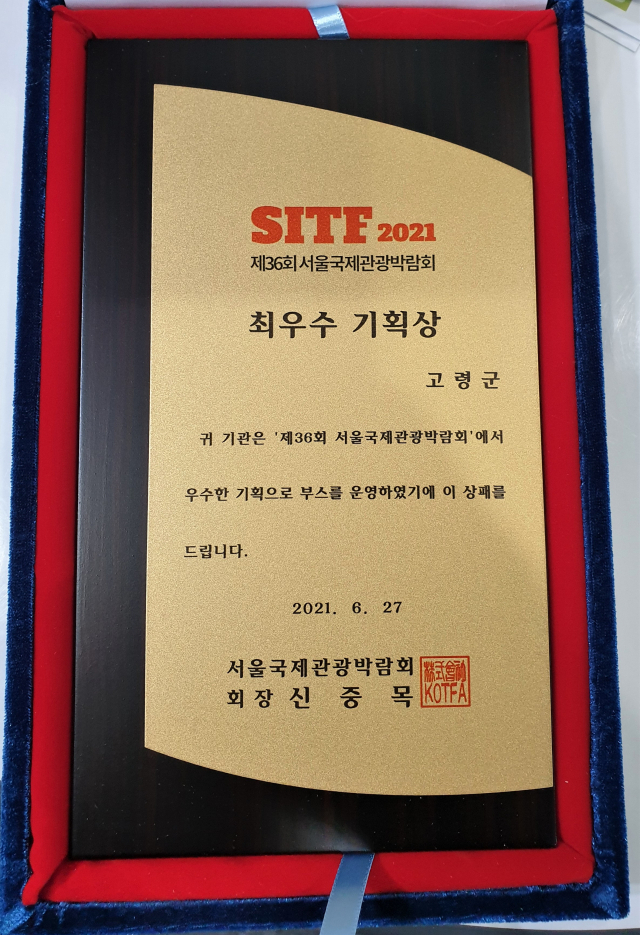 SITF 2021
제36회 서울국제관광박람회
최우수 기획상
고 령 군
귀 기관은 '제36회 서울국제관광박람회'에서
우수한 기획으로 부스를 운영하였기에 이 상패를
드립니다.
2021. 6. 27
서울국제관광박람회
회장 신 중 목
株式會社
KOTFA